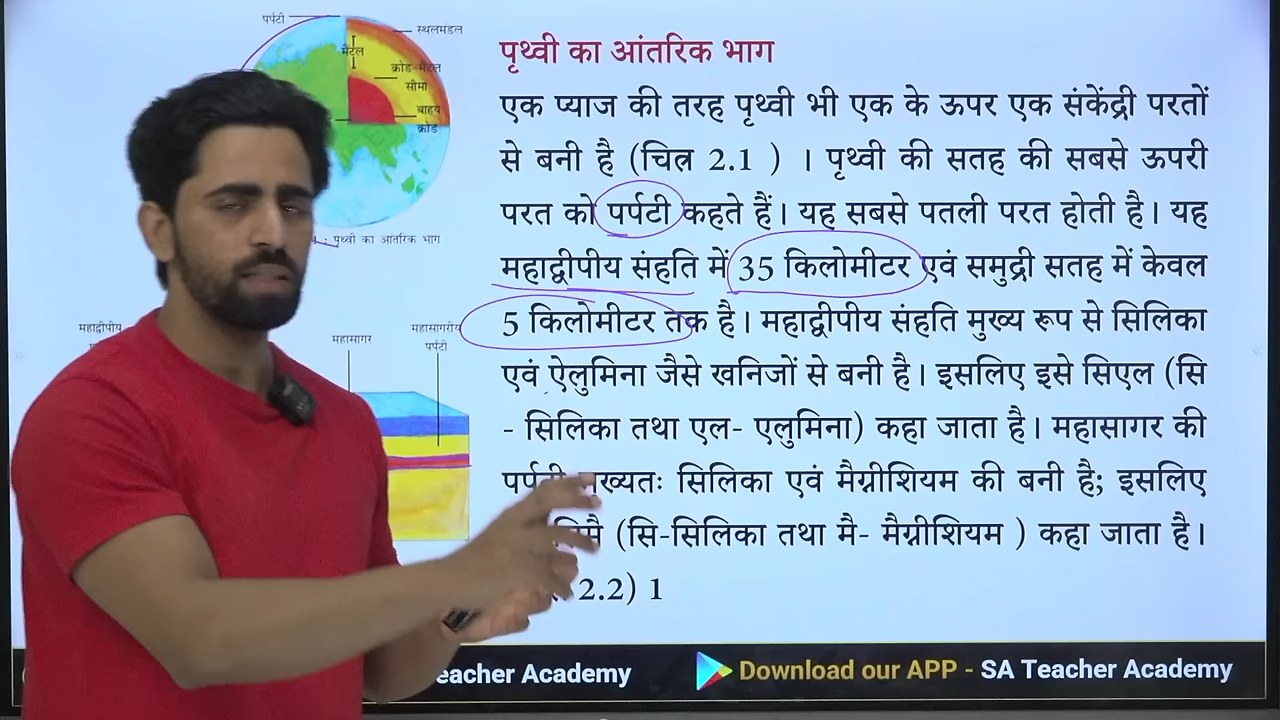 पर्पटी
स्थलमंडल
मैंटल
क्रोड-मैंटल
सीमा
बाह्य
क्रोड
: पृथ्वी का आंतरिक भाग
महाद्वीपीय
महासागर
महासागरीय
पर्पटी
पृथ्वी का आंतरिक भाग
एक प्याज की तरह पृथ्वी भी एक के ऊपर एक संकेंद्री परतों
से बनी है (चित्र 2.1 ) । पृथ्वी की सतह की सबसे ऊपरी
परत को पर्पटी कहते हैं। यह सबसे पतली परत होती है। यह
महाद्वीपीय संहति में 35 किलोमीटर एवं समुद्री सतह में केवल
5 किलोमीटर तक है। महाद्वीपीय संहति मुख्य रूप से सिलिका
एवं ऐलुमिना जैसे खनिजों से बनी है। इसलिए इसे सिएल (सि
- सिलिका तथा एल- एलुमिना) कहा जाता है। महासागर की
सिलिका एवं मैग्नीशियम की बनी है; इसलिए
(सि-सिलिका तथा मै- मैग्नीशियम ) कहा जाता है।
2.2) 1
eacher Academy
Download our APP - SA Teacher Academy